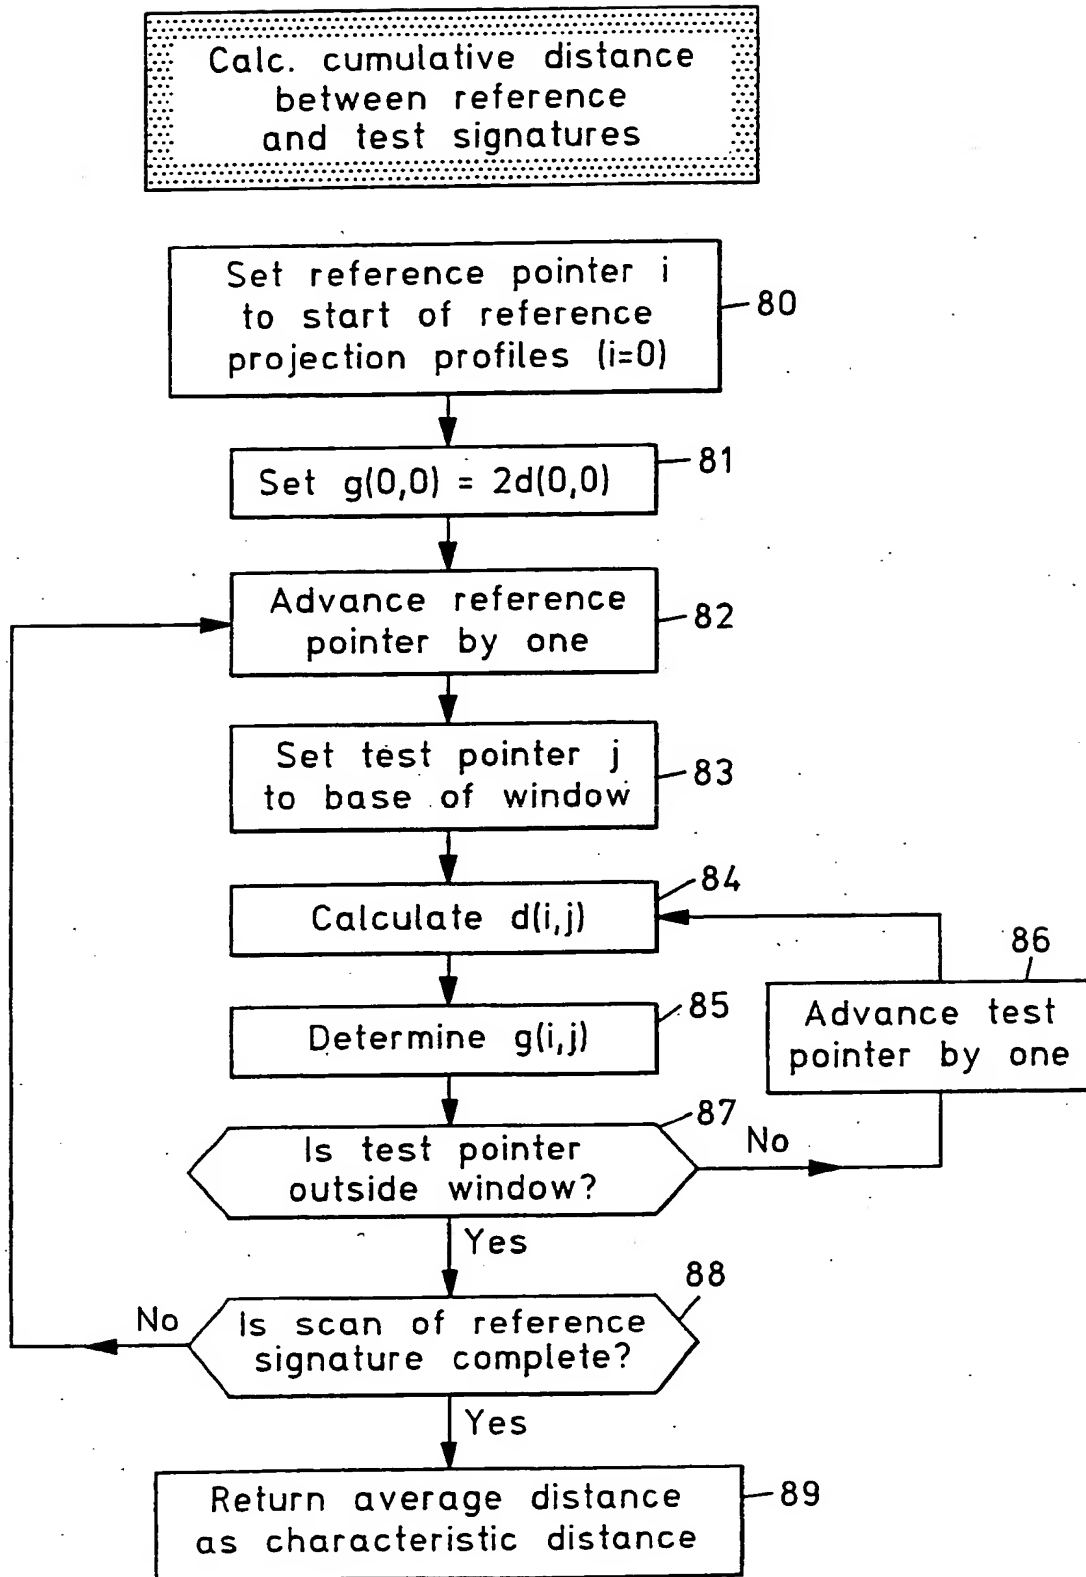 Calc. cumulative distance
between reference
and test signatures
Set reference pointer i
to start of reference
projection profiles (i=0)
80
Set g(0,0) = 2d(0,0)
81
Advance reference
pointer by one
82
Set test pointer j
to base of window
83
Calculate d(i,j)
84
Determine g(i,j)
85
86
Advance test
pointer by one
Is test pointer
outside window?
87
No
Yes
Is scan of reference
signature complete?
88
No
Yes
Return average distance
as characteristic distance
89